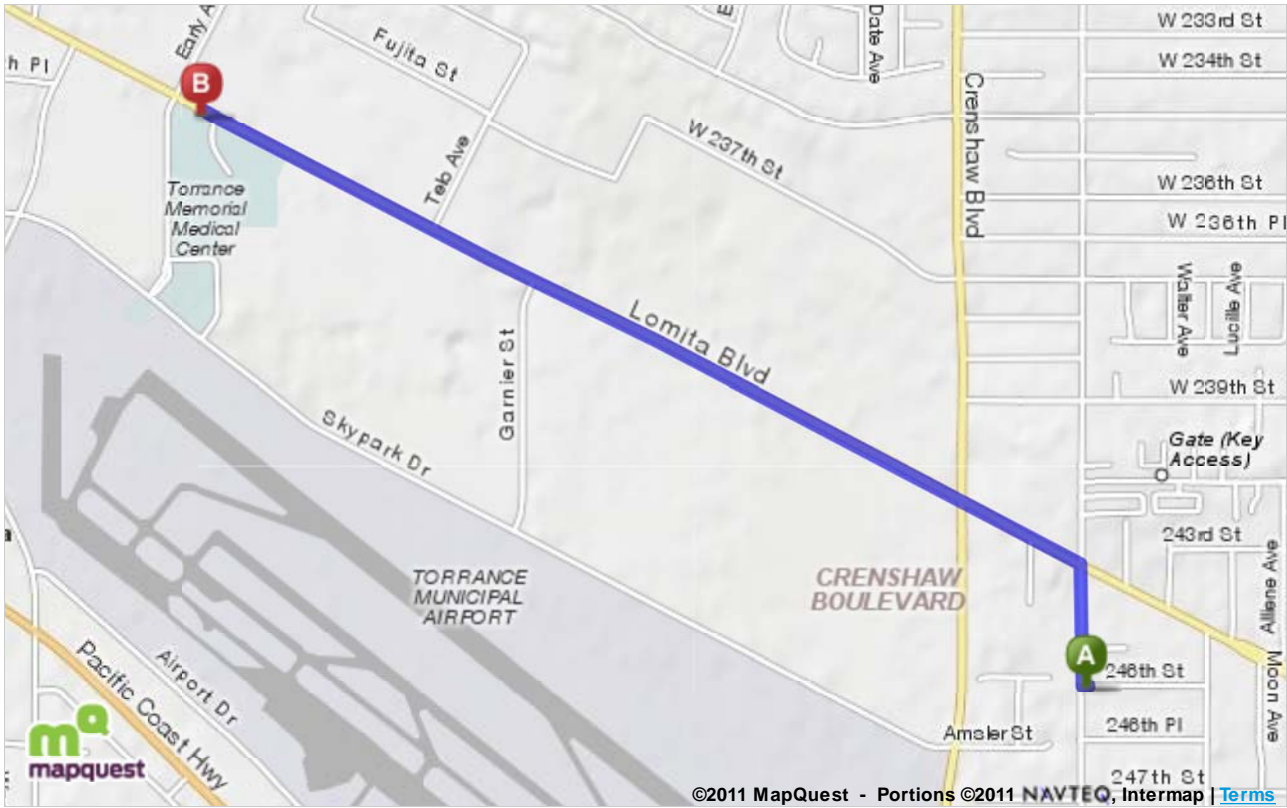 Early A
E
Date Ave
W 233rd St
W 234th St
Fujita St
th Pl
B
Crenshaw Blvd
W 237th St
Telo Ave
W 236th St
W 236th Pl
Torrance
Memorial
Medical
Center
Walter Ave
Lucille Ave
Lomita Blvd
Garnier St
W 239th St
Skypark Dr
Gate (Key
Access)
243rd St
TORRANCE
MUNICIPAL
AIRPORT
CRENSHAW
BOULEVARD
Alliene Ave
Moon Ave
A
246th St
246th Pl
Amsler St
247th St
Airport Dr
Pacific Coast Hwy
mq
mapquest
©2011 MapQuest - Portions ©2011 NAVTEQ, Intermap | Terms